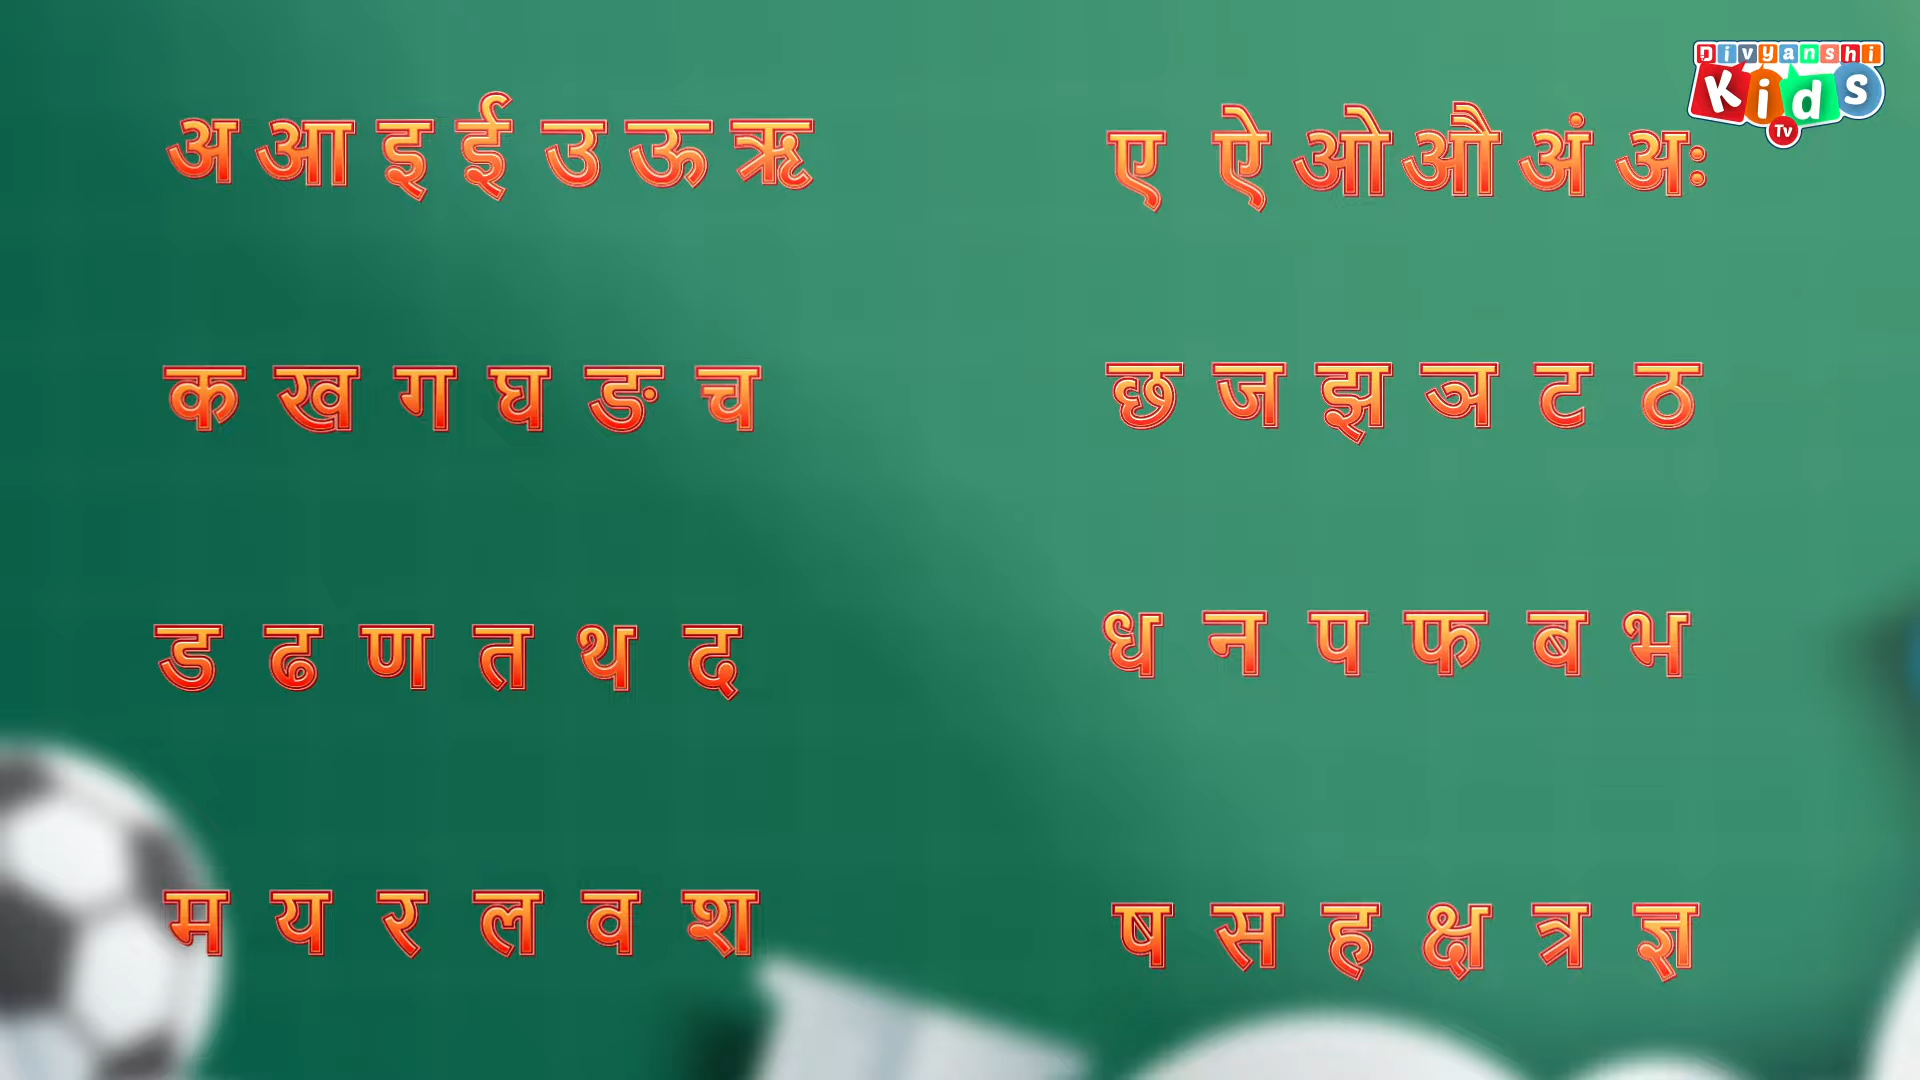 Divyanshi
Kids
Tv
अ आ इ ई उ ऊ ऋ
ए ऐ ओ औ अं अः
क ख ग घ ङ च
छ ज झ ञ ट ठ
ड ढ ण त थ द
ध न प फ ब भ
म य र ल व श
ष स ह क्ष त्र ज्ञ